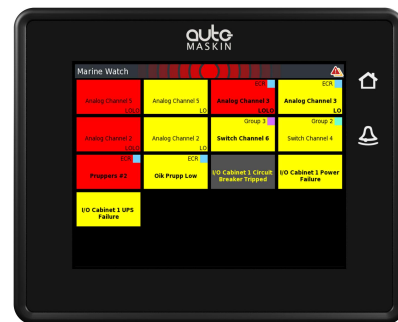 auto
MASKIN
Marine Watch
Analog Channel 3
LOLO
Analog Channel 5
LO
ECR
Analog Channel 3
LOLO
ECR
Analog Channel 3
LO
Analog Channel 2
LOLO
Analog Channel 2
LO
Group 3
Switch Channel 6
Group 2
Switch Channel 4
ECR
Pruppers #2
ECR
Oik Prupp Low
I/O Cabinet 1 Circuit
Breaker Tripped
I/O Cabinet 1 Power
Failure
I/O Cabinet 1 UPS
Failure